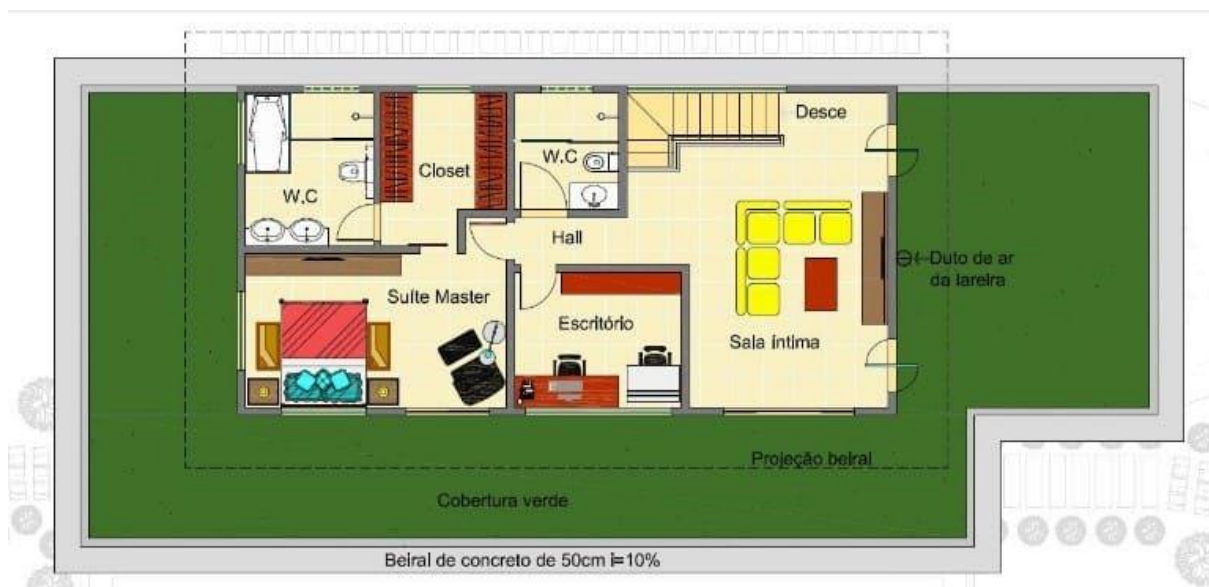 Desce
W.C
Closet
W.C
Hall
Duto de ar
da lareira
Suíte Master
Escritório
Sala íntima
Projeção beiral
Cobertura verde
Beiral de concreto de 50cm i=10%